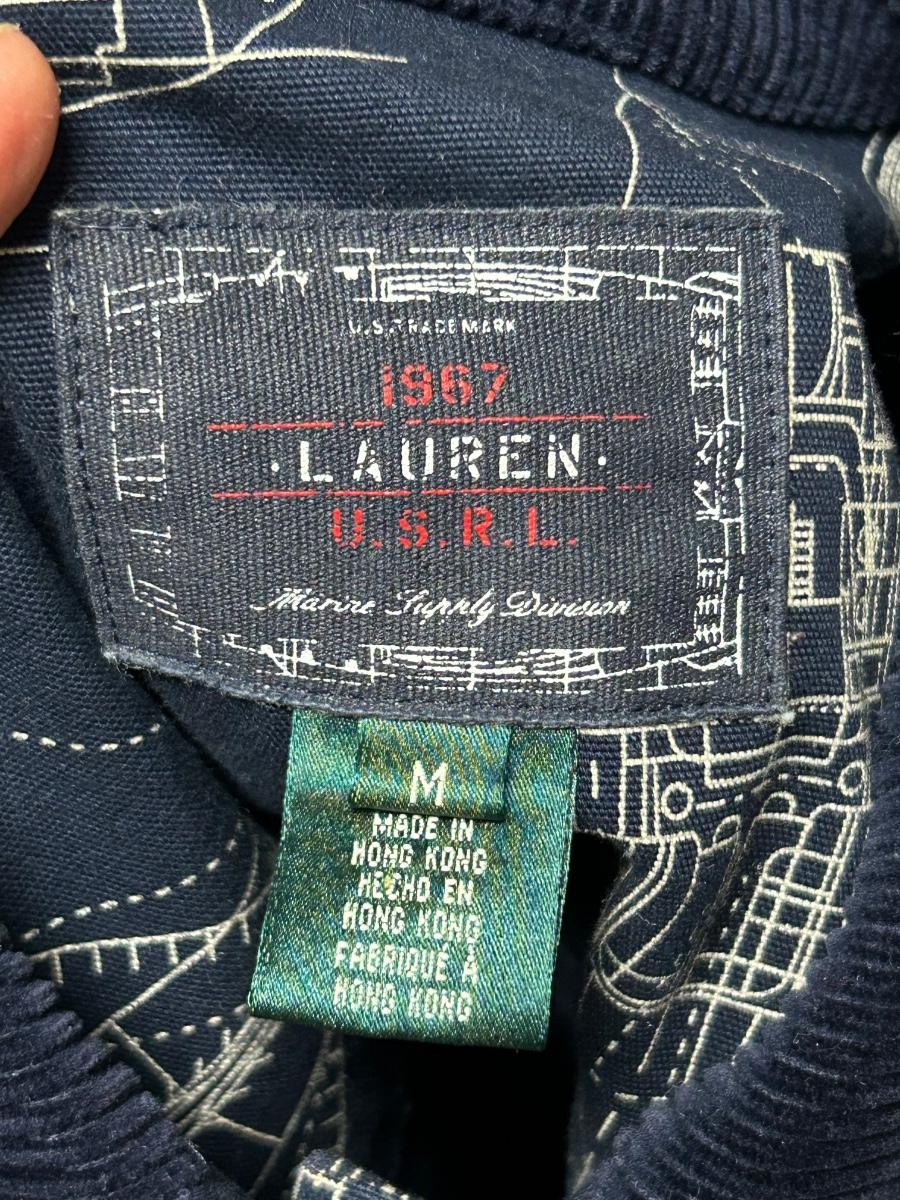 U.S. TRADEMARK
1967
·LAUREN·
U.S.R.L.
Marine Supply Division
M
MADE IN
HONG KONG
HECHO EN
HONG KONG
FABRIQUÉ À
HONG KONG